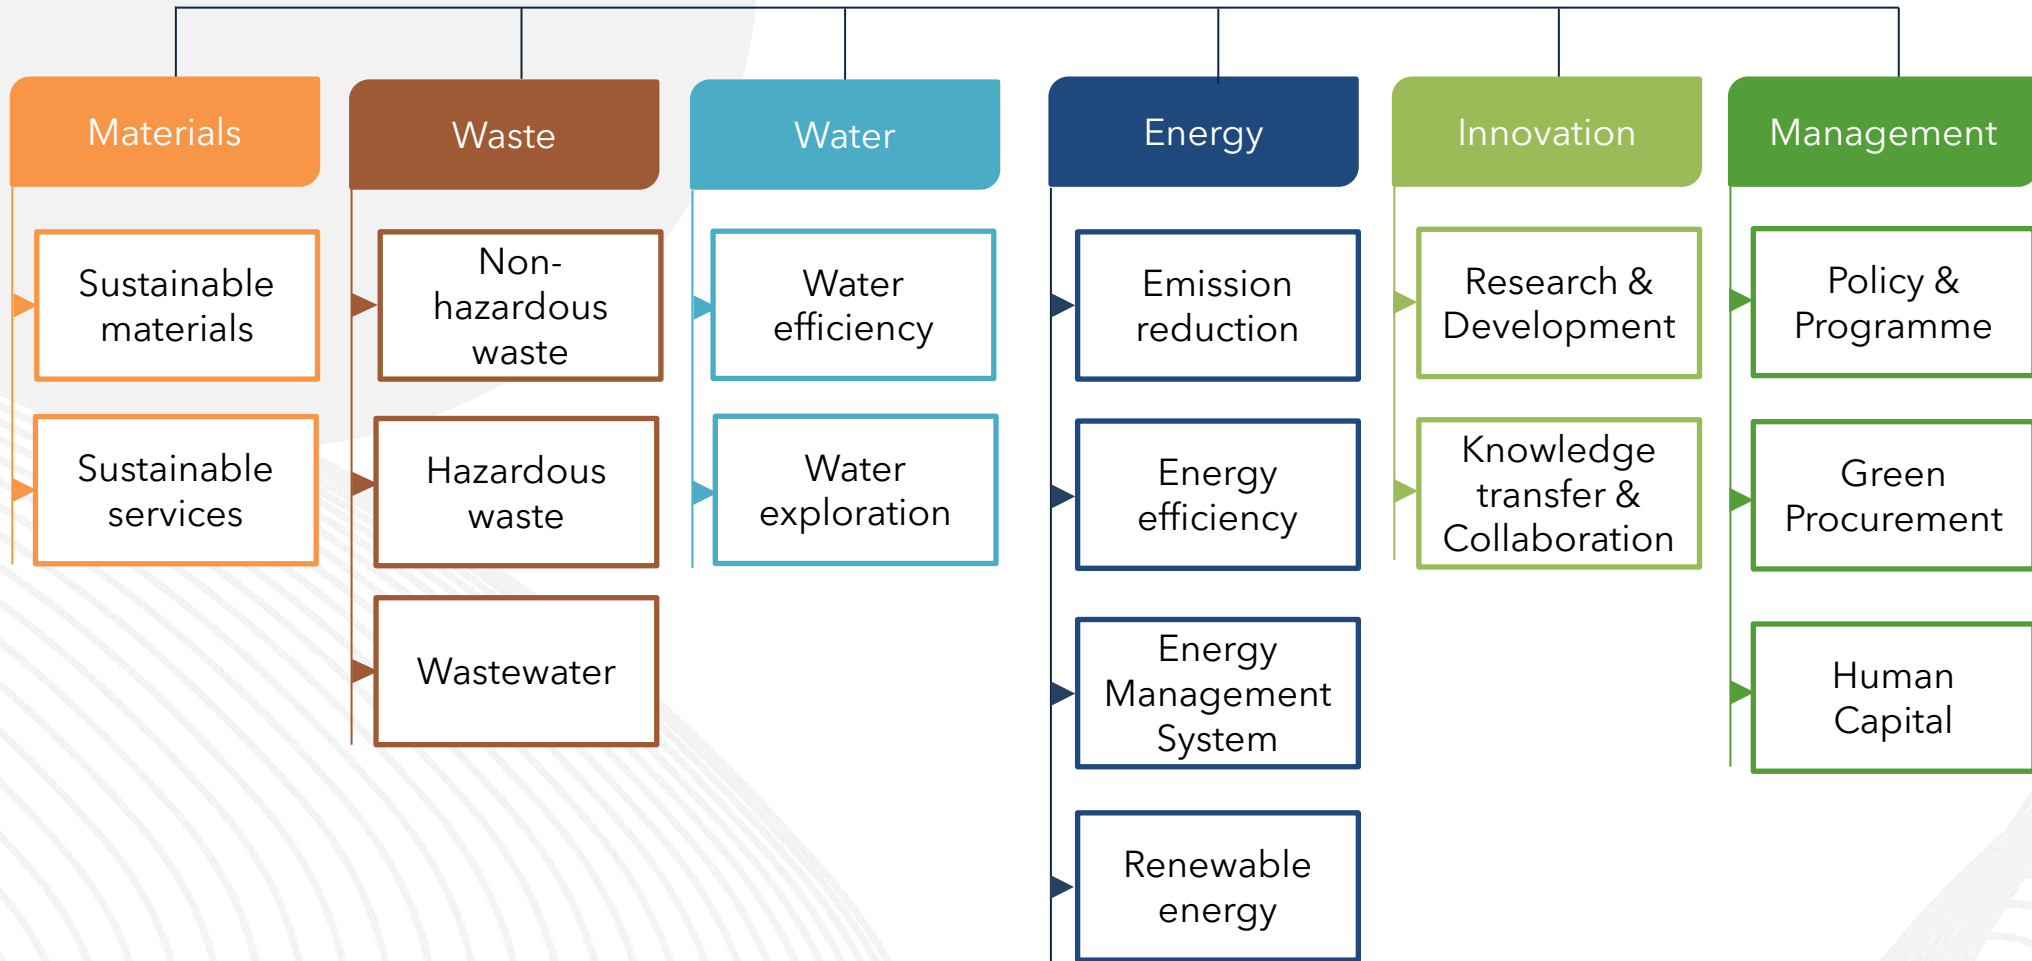 Materials
Sustainable
materials
Sustainable
services
Waste
Non-
hazardous
waste
Hazardous
waste
Wastewater
Water
Water
efficiency
Water
exploration
Energy
Emission
reduction
Energy
efficiency
Energy
Management
System
Renewable
energy
Innovation
Research &
Development
Knowledge
transfer &
Collaboration
Management
Policy &
Programme
Green
Procurement
Human
Capital